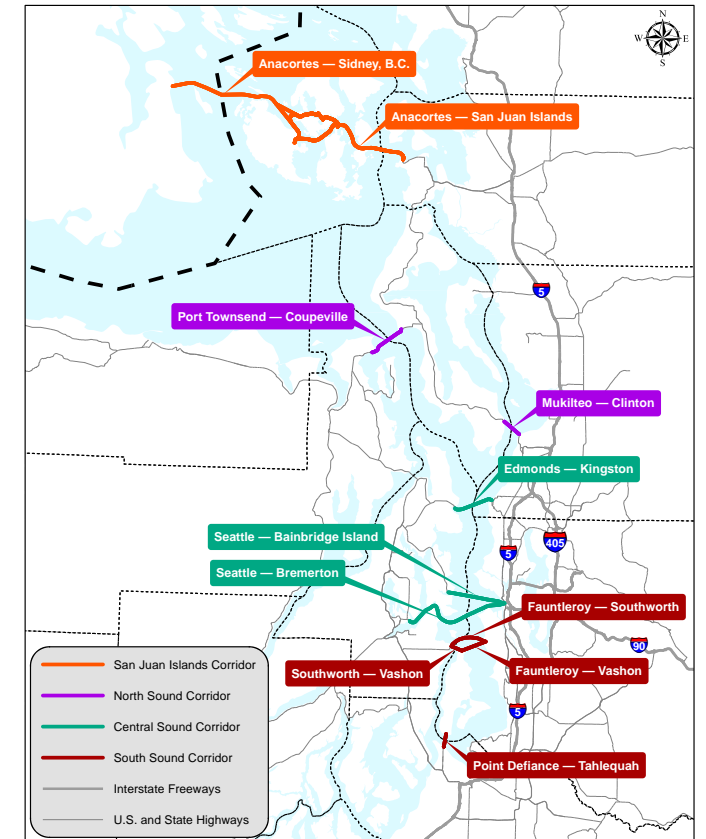 N
W
E
S
Anacortes — Sidney, B.C.
Anacortes — San Juan Islands
5
Port Townsend — Coupeville
Mukilteo — Clinton
Edmonds — Kingston
Seattle — Bainbridge Island
405
5
Seattle — Bremerton
Fauntleroy — Southworth
90
Southworth — Vashon
Fauntleroy — Vashon
5
Point Defiance — Tahlequah
San Juan Islands Corridor
North Sound Corridor
Central Sound Corridor
South Sound Corridor
Interstate Freeways
U.S. and State Highways